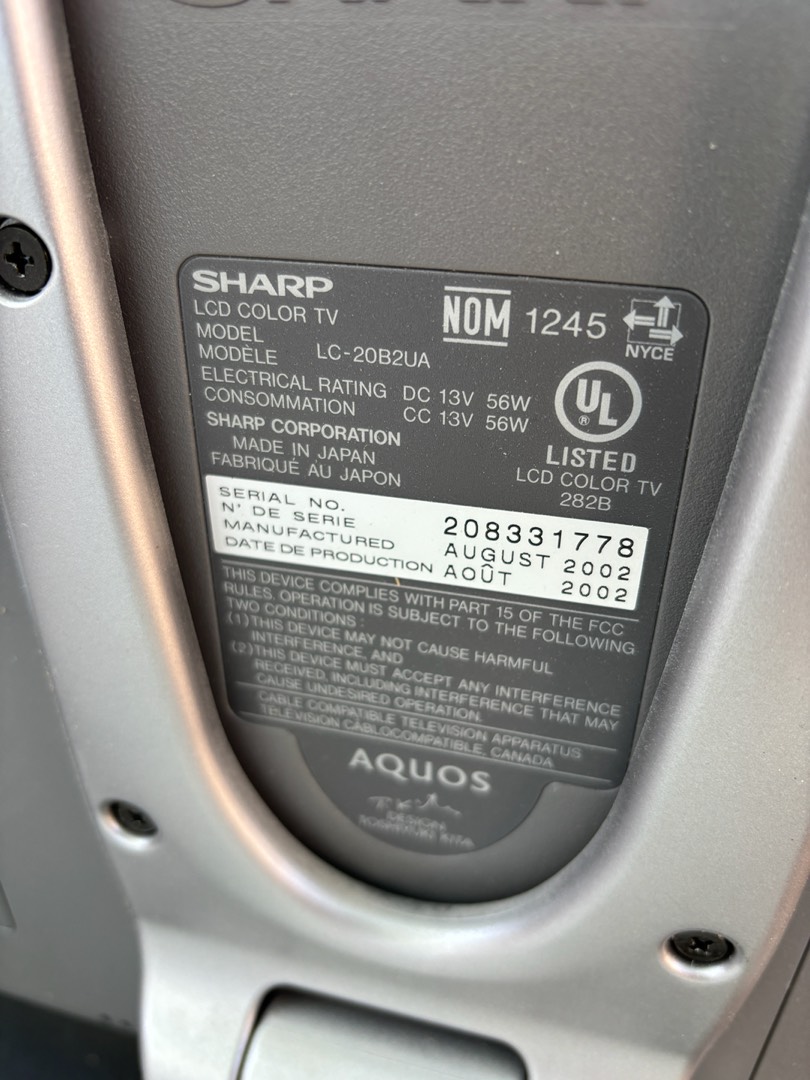 SHARP
LCD COLOR TV
MODEL
MODÈLE LC-20B2UA
NOM 1245
NYCE
ELECTRICAL RATING DC 13V 56W
CONSOMMATION CC 13V 56W
SHARP CORPORATION
MADE IN JAPAN
FABRIQUÉ AU JAPON
UL
®
LISTED
LCD COLOR TV
282B
SERIAL NO.
N° DE SERIE 208331778
MANUFACTURED AUGUST 2002
DATE DE PRODUCTION AOÛT 2002
THIS DEVICE COMPLIES WITH PART 15 OF THE FCC
RULES. OPERATION IS SUBJECT TO THE FOLLOWING
TWO CONDITIONS :
(1)THIS DEVICE MAY NOT CAUSE HARMFUL
INTERFERENCE, AND
(2)THIS DEVICE MUST ACCEPT ANY INTERFERENCE
RECEIVED, INCLUDING INTERFERENCE THAT MAY
CAUSE UNDESIRED OPERATION.
CABLE COMPATIBLE TELEVISION APPARATUS
TELEVISION CABLOCOMPATIBLE, CANADA
AQUOS
DESIGN